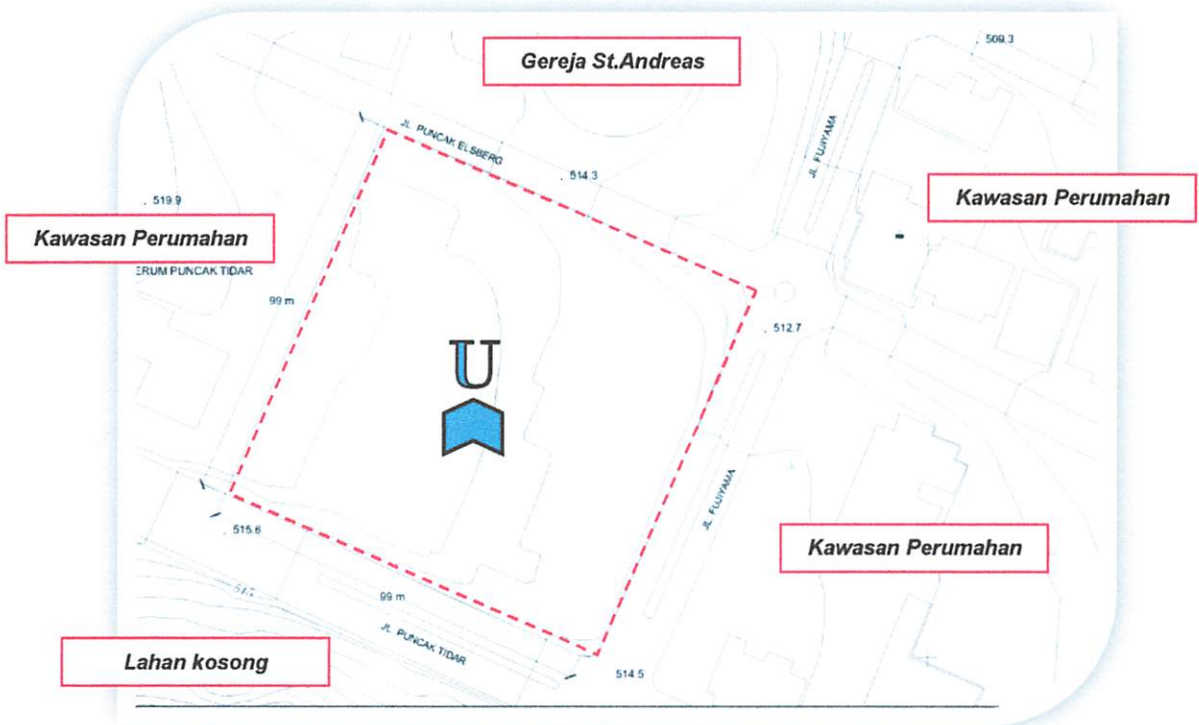 509.3
Gereja St.Andreas
JL. FUJIYAMA
JL. PUNCAK ELSBERG
514.3
Kawasan Perumahan
519.9
Kawasan Perumahan
ERUM PUNCAK TIDAR
99 m
512.7
U
JL. FUJIYAMA
515.6
Kawasan Perumahan
515
99 m
JL. PUNCAK TIDAR
Lahan kosong
514.5